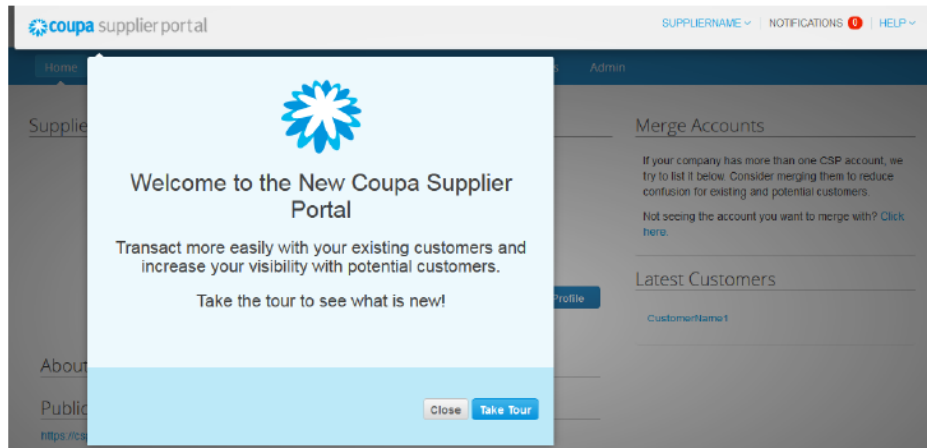 coupa supplier portal
SUPPLIERNAME NOTIFICATIONS 0 HELP
Home s Admin
Supplie
Welcome to the New Coupa Supplier
Portal
Transact more easily with your existing customers and
increase your visibility with potential customers.
Take the tour to see what is new!
Close Take Tour
Profile
About
Public
https://cs
Merge Accounts
If your company has more than one CSP account, we
try to list it below. Consider merging them to reduce
confusion for existing and potential customers.
Not seeing the account you want to merge with? Click
here.
Latest Customers
CustomerName1